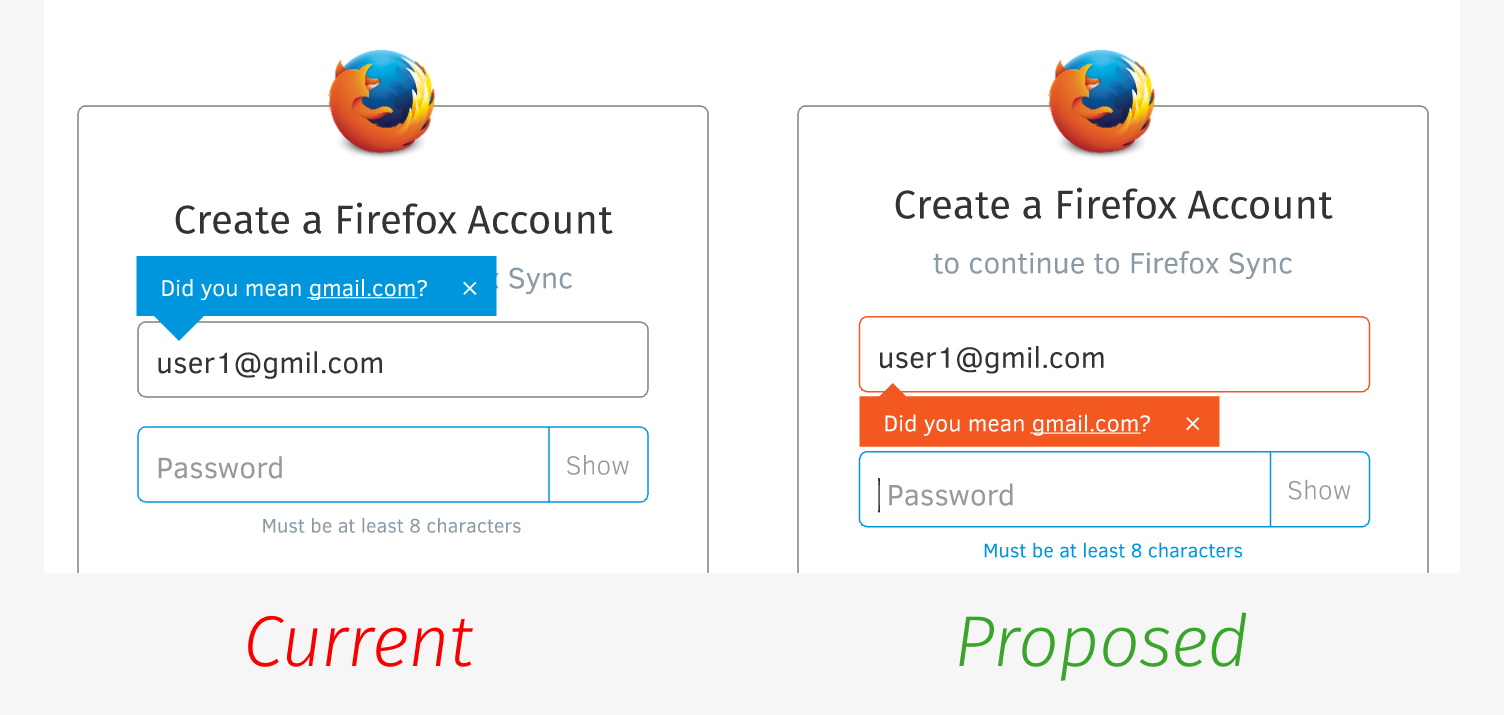 Create a Firefox Account
Did you mean gmail.com? ×
Sync
user1@gmil.com
Password Show
Must be at least 8 characters
Current
Create a Firefox Account
to continue to Firefox Sync
user1@gmil.com
Did you mean gmail.com? ×
Password Show
Must be at least 8 characters
Proposed